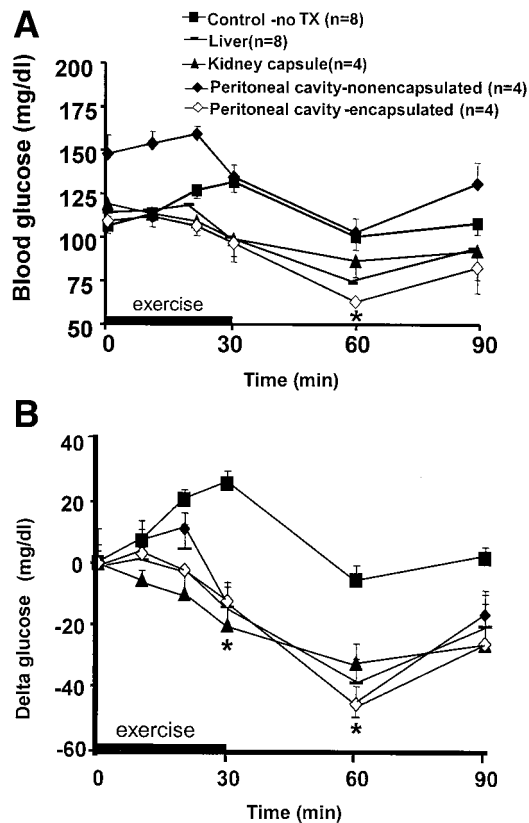 A
Control -no TX (n=8)
Liver(n=8)
Kidney capsule(n=4)
Peritoneal cavity-nonencapsulated (n=4)
Peritoneal cavity -encapsulated (n=4)
Blood glucose (mg/dl)
200
175
150
125
100
75
50
exercise
*
0
30
60
90
Time (min)
B
Delta glucose (mg/dl)
40
20
0
-20
-40
-60
exercise
*
*
0
30
60
90
Time (min)